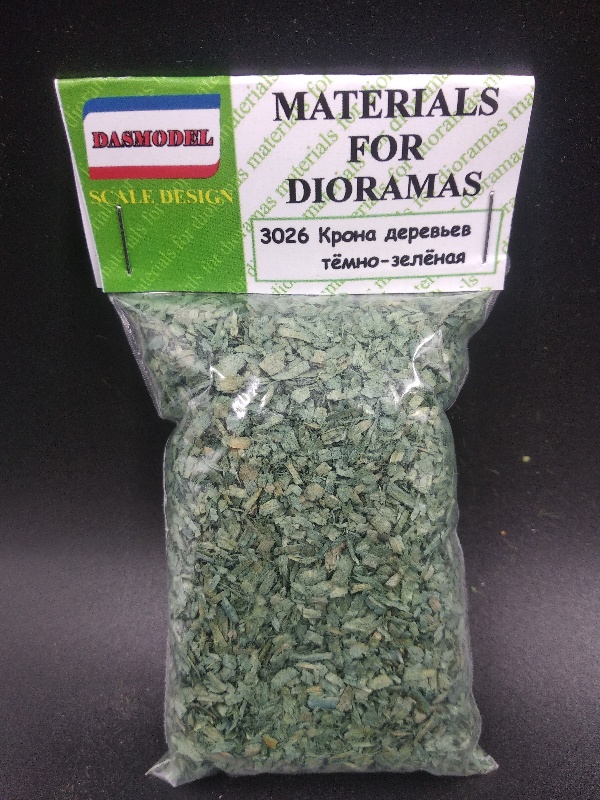 DASMODEL
SCALE DESIGN
MATERIALS
FOR
DIORAMAS
3026 Крона деревьев
тёмно-зелёная